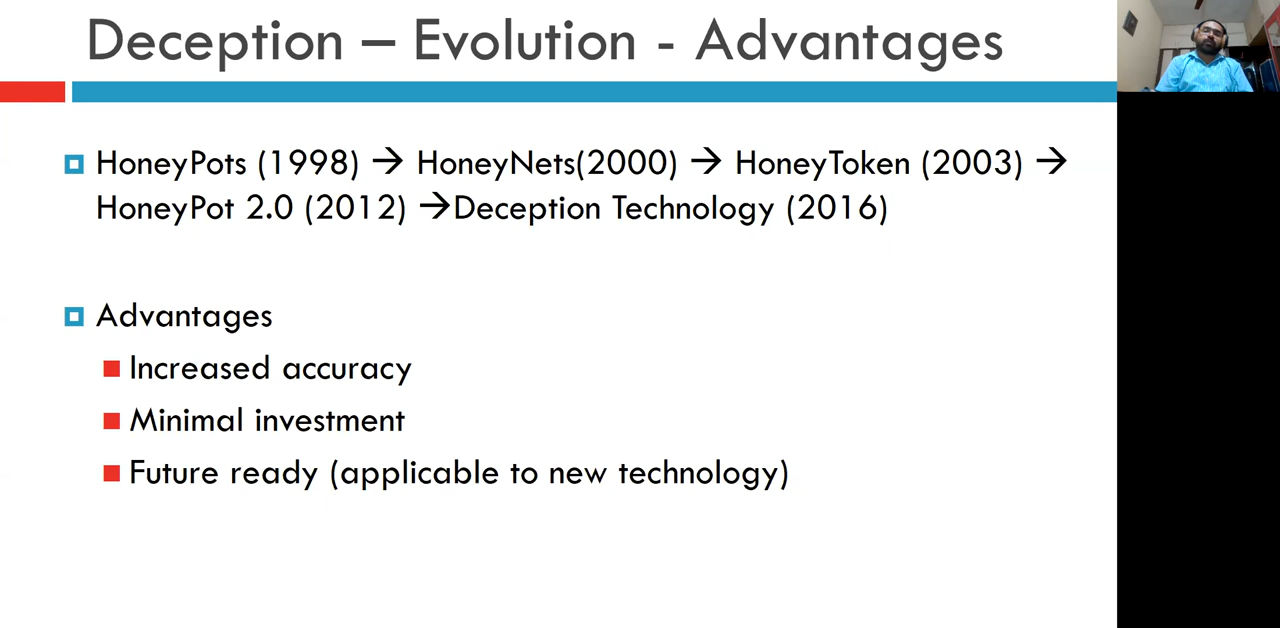 Deception – Evolution - Advantages
HoneyPots (1998) → HoneyNets(2000) → HoneyToken (2003) →
HoneyPot 2.0 (2012) →Deception Technology (2016)
Advantages
Increased accuracy
Minimal investment
Future ready (applicable to new technology)